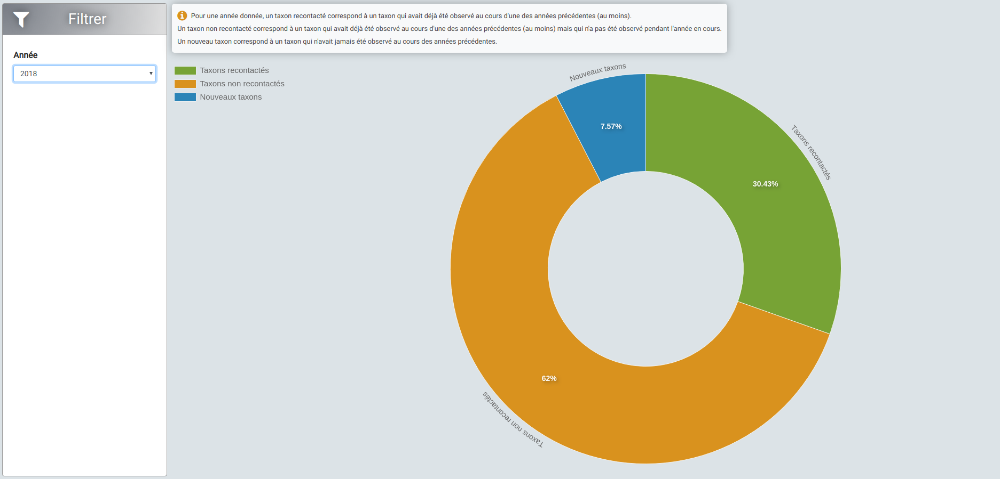 Filtrer
Année
2018
Pour une année donnée, un taxon recontacté correspond à un taxon qui avait déjà été observé au cours d'une des années précédentes (au moins).
Un taxon non recontacté correspond à un taxon qui avait déjà été observé au cours d'une des années précédentes (au moins) mais qui n'a pas été observé pendant l'année en cours.
Un nouveau taxon correspond à un taxon qui n'avait jamais été observé au cours des années précédentes.
Taxons recontactés
Taxons non recontactés
Nouveaux taxons
Nouveaux taxons
7.57%
Taxons recontactés
30.43%
62%
Taxons non recontactés